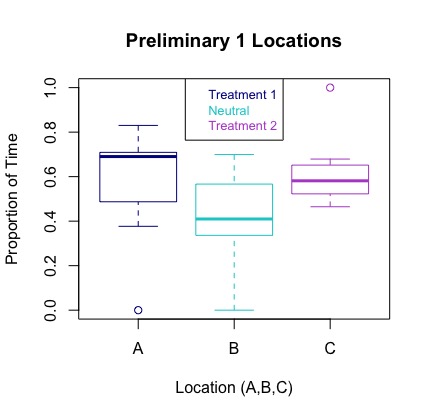 Preliminary 1 Locations
Treatment 1
Neutral
Treatment 2
Proportion of Time
1.0
0.8
0.6
0.4
0.2
0.0
A B C
Location (A,B,C)